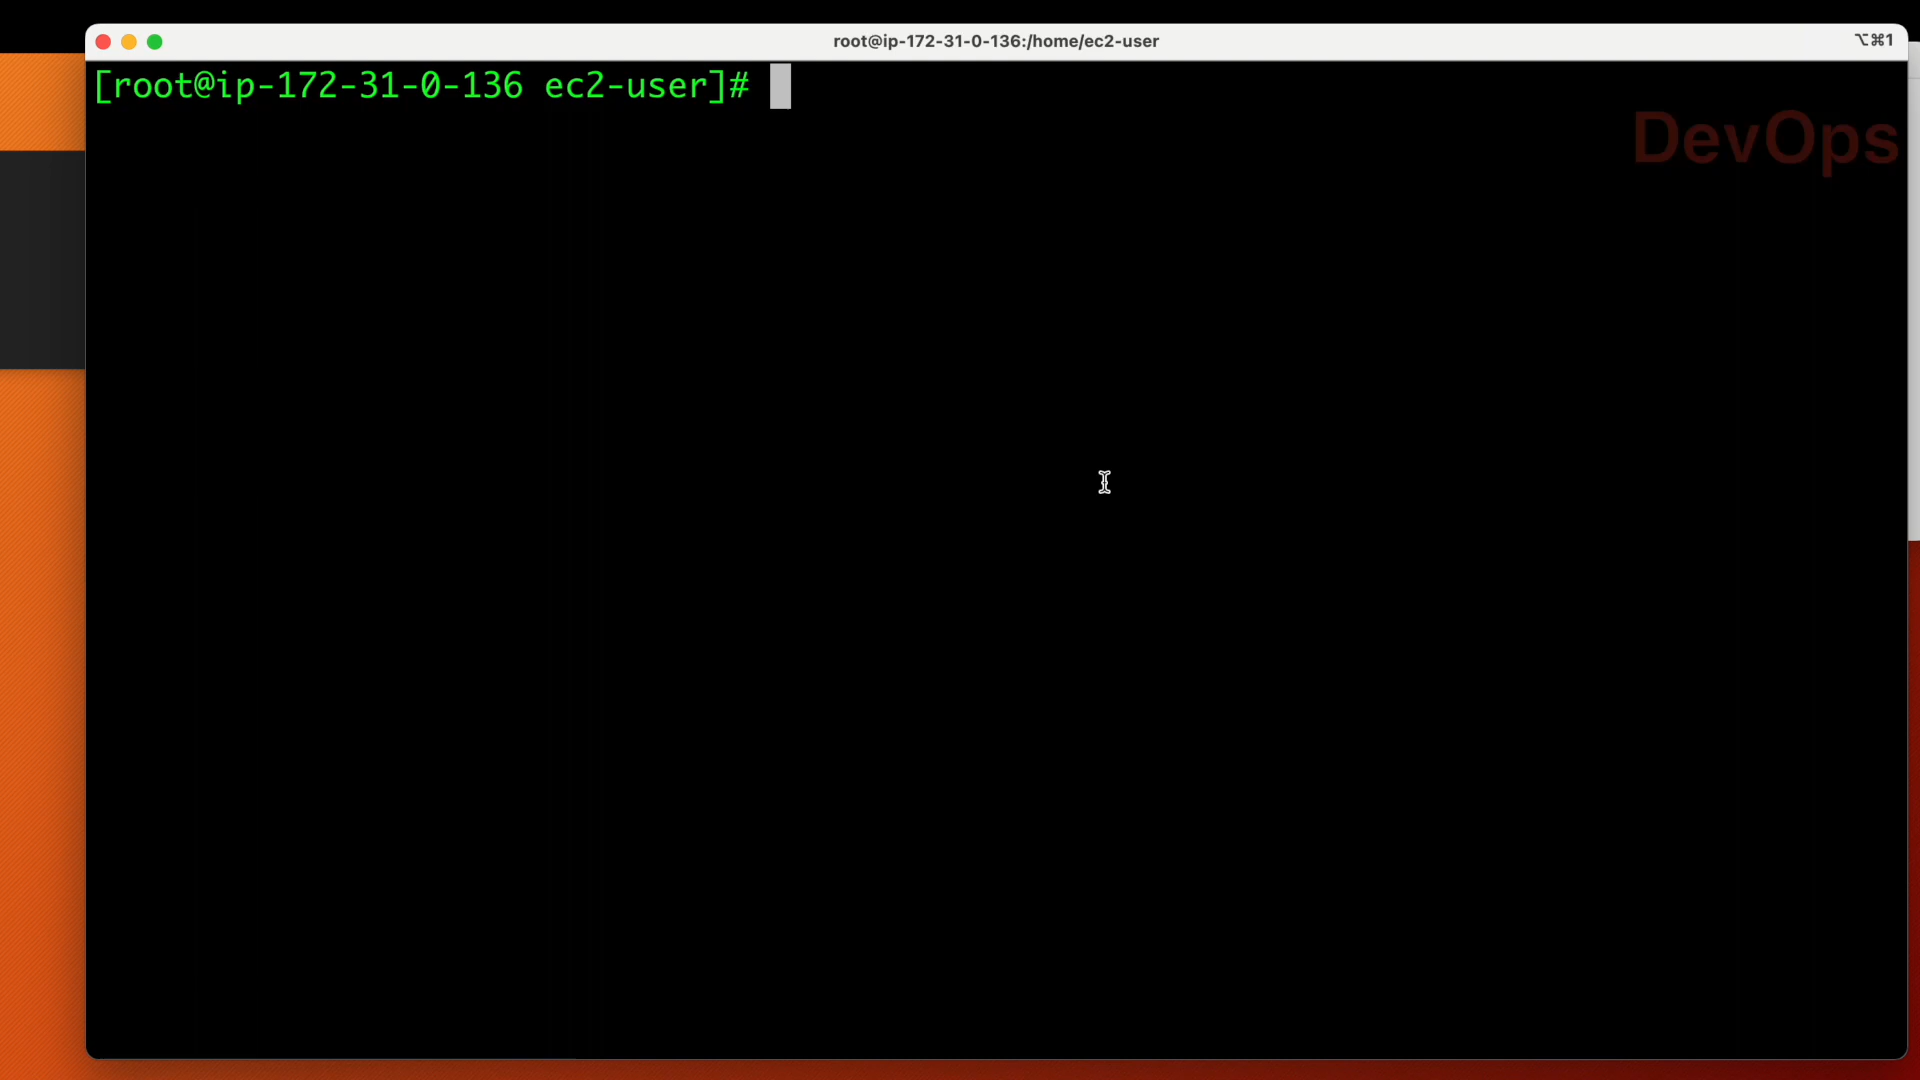 root@ip-172-31-0-136:/home/ec2-user
⌥⌘1
[root@ip-172-31-0-136 ec2-user]#
DevOps